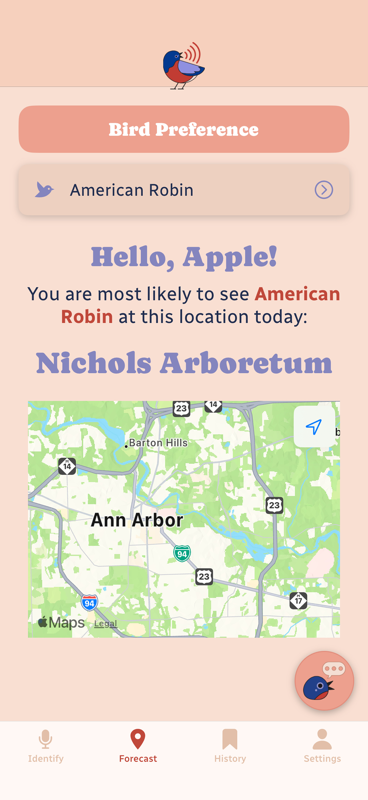 Bird Preference
American Robin
Hello, Apple!
You are most likely to see American
Robin at this location today:
Nichols Arboretum
23
14
b
Barton Hills
14
23
Ann Arbor
94
23
94
17
Maps Legal
Identify
Forecast
History
Settings